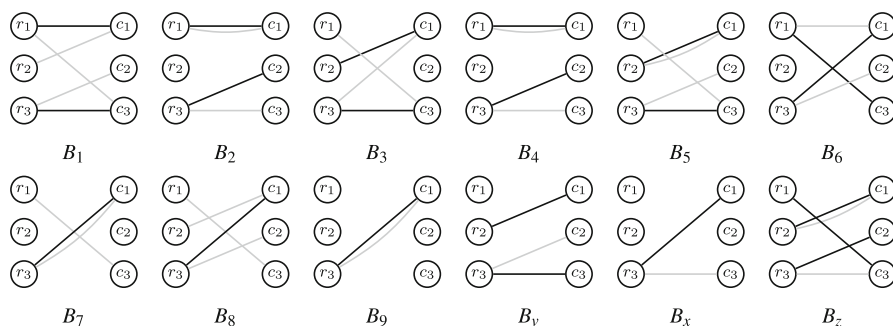 r1 c1 r1 c1 r1 c1 r1 c1 r1 c1 r1 c1
r2 c2 r2 c2 r2 c2 r2 c2 r2 c2 r2 c2
r3 c3 r3 c3 r3 c3 r3 c3 r3 c3 r3 c3
B1 B2 B3 B4 B5 B6
r1 c1 r1 c1 r1 c1 r1 c1 r1 c1 r1 c1
r2 c2 r2 c2 r2 c2 r2 c2 r2 c2 r2 c2
r3 c3 r3 c3 r3 c3 r3 c3 r3 c3 r3 c3
B7 B8 B9 By Bx Bz